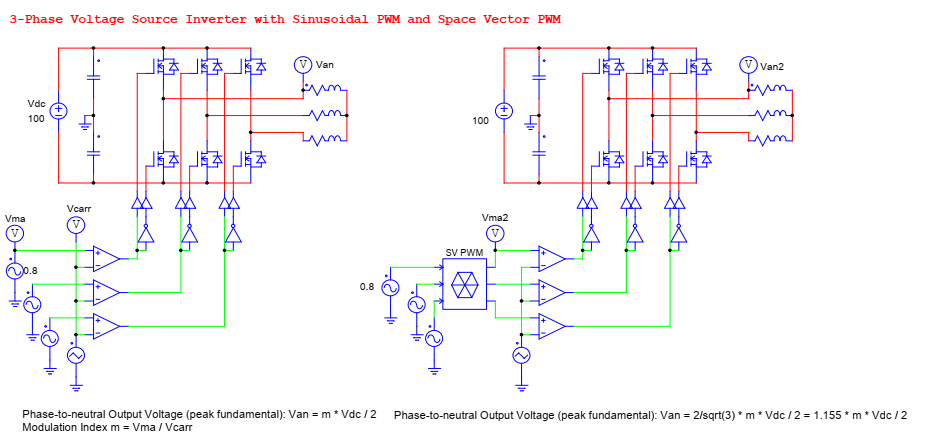 3-Phase Voltage Source Inverter with Sinusoidal PWM and Space Vector PWM
V Van
V Van2
Vdc
100
100
Vcarr
V
Vma
V
0.8
Vma2
V
SV PWM
0.8
Phase-to-neutral Output Voltage (peak fundamental): Van = m * Vdc / 2
Modulation Index m = Vma / Vcarr
Phase-to-neutral Output Voltage (peak fundamental): Van = 2/sqrt(3) * m * Vdc / 2 = 1.155 * m * Vdc / 2